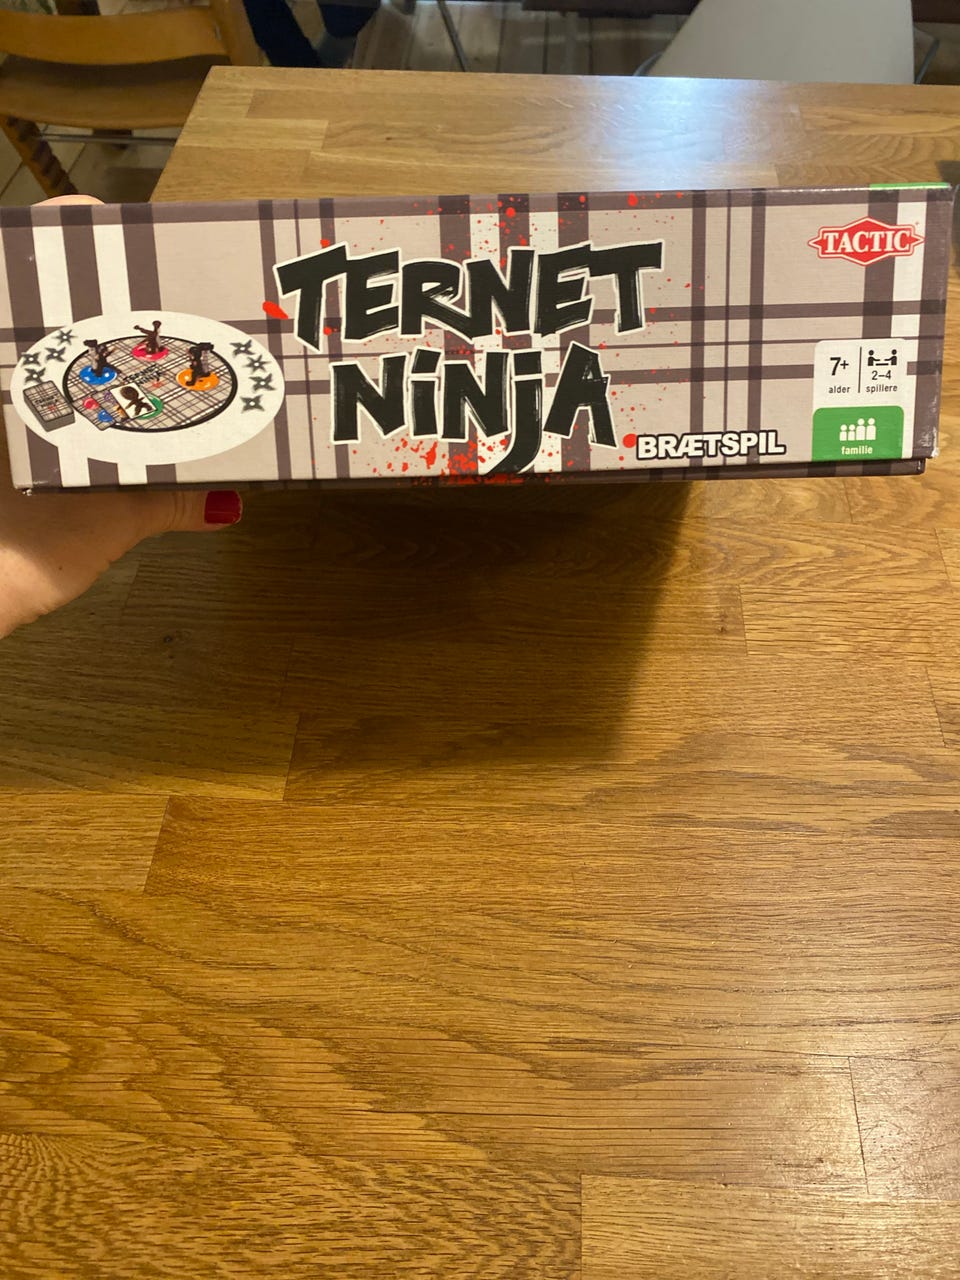 TERNET
NINJA
BRÆTSPIL
TACTIC
7+
alder
2–4
spillere
familie